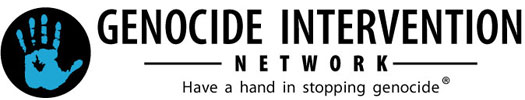 GENOCIDE INTERVENTION
NETWORK
Have a hand in stopping genocide®